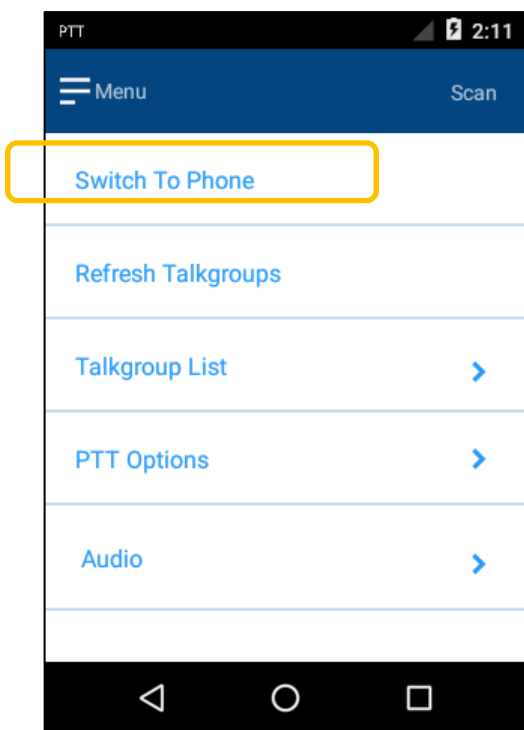 PTT 2:11
Menu Scan
Switch To Phone
Refresh Talkgroups
Talkgroup List
PTT Options
Audio